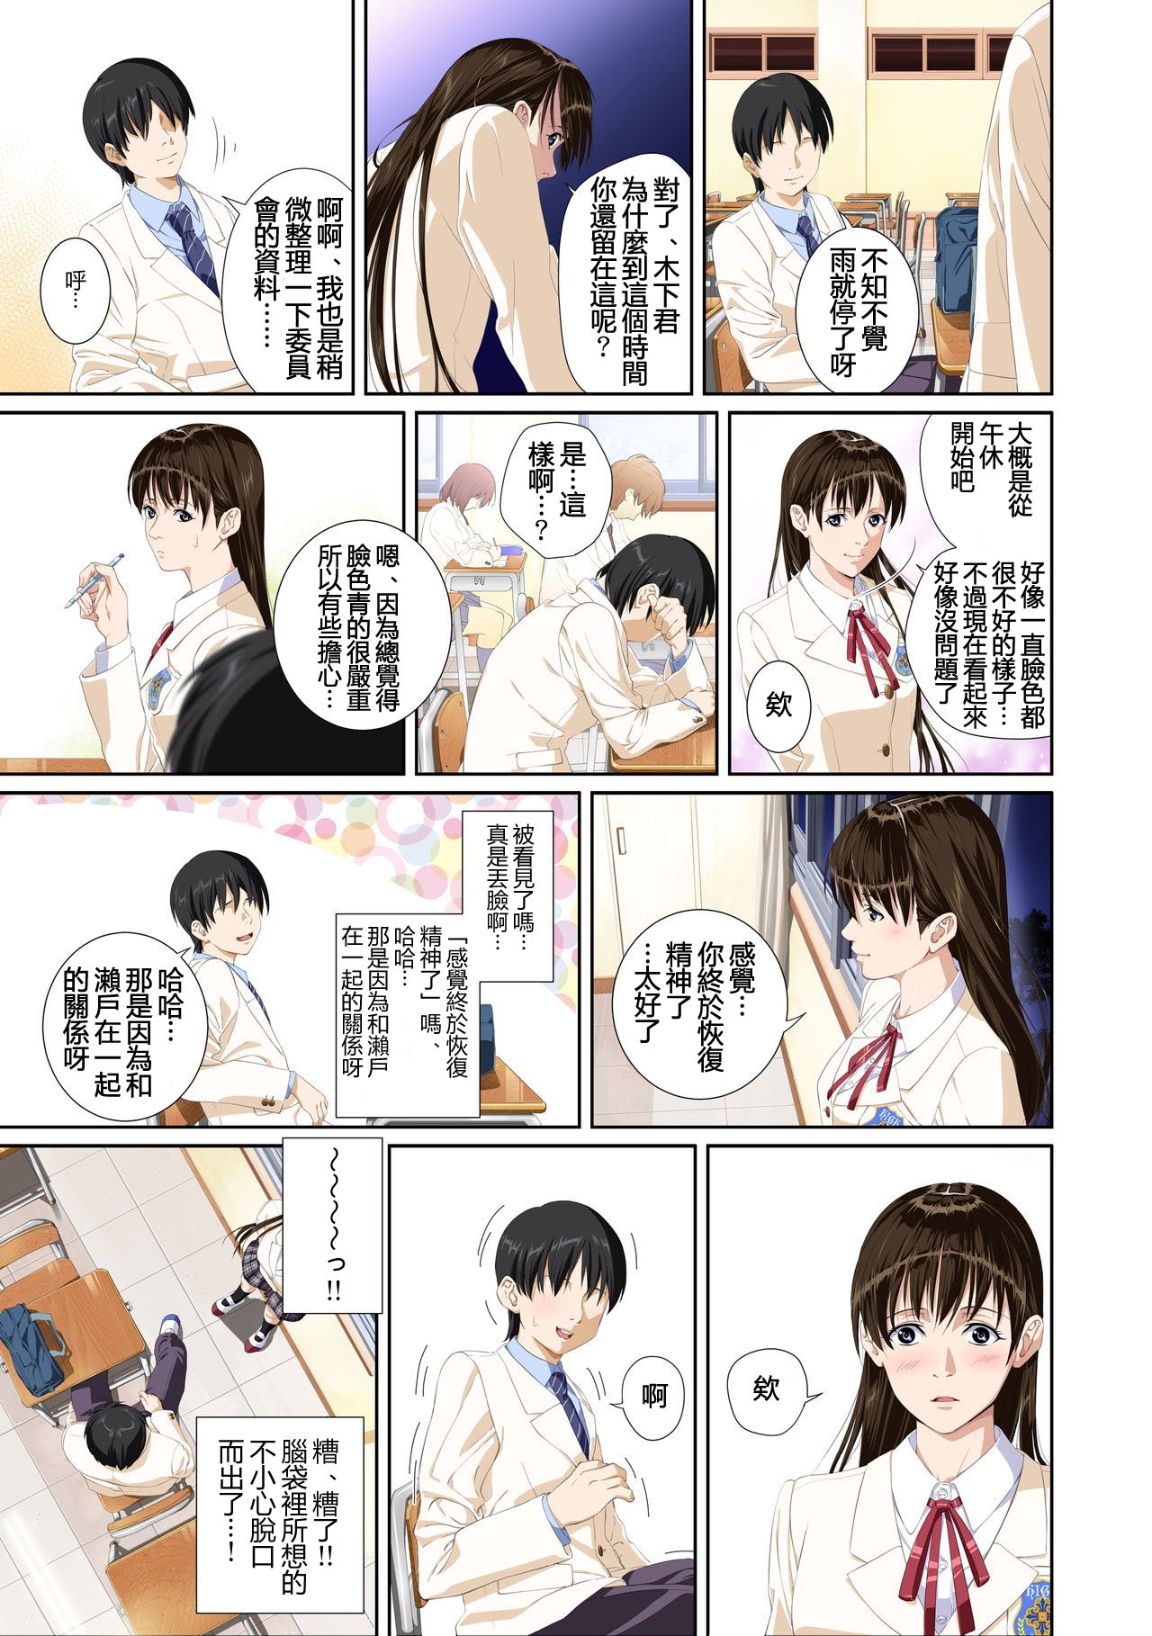 不知不覺
雨就停了呀
對了、木下君
為什麼到這個時間
你還留在這呢？
啊啊、我也是稍
微整理一下委員
會的資料……
呼…
大概是從
午休
開始吧
好像一直臉色都
很不好的樣子…
不過現在看起來
好像沒問題了
欸
是…這
樣啊…？
嗯、因為總覺得
臉色青的很嚴重
所以有些擔心…
感覺…
你終於恢復
精神了
…太好了
被看見了嗎…
真是丟臉啊…
「感覺終於恢復
精神了」嗎、
哈哈…
那是因為和瀨戶
在一起的關係呀
哈哈…
那是因為和
瀨戶在一起
的關係呀
欸
HIG
啊
～～～～っ!!
糟、糟了!!
腦袋裡所想的
不小心脫口
而出了…！